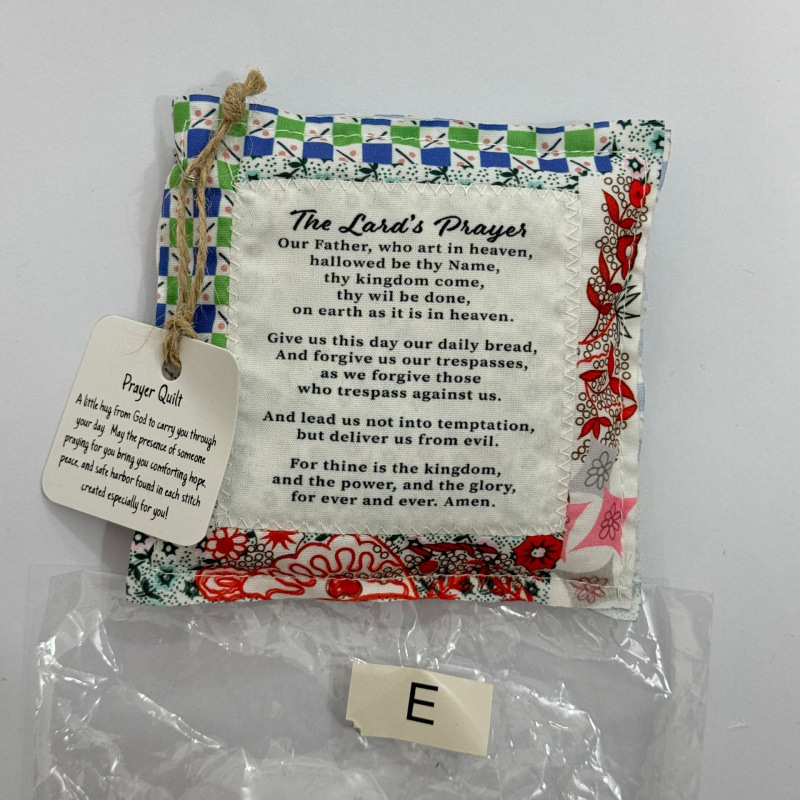 The Lard's Prayer
Our Father, who art in heaven,
hallowed be thy Name,
thy kingdom come,
thy wil be done,
on earth as it is in heaven.
Give us this day our daily bread,
And forgive us our trespasses,
as we forgive those
who trespass against us.
And lead us not into temptation,
but deliver us from evil.
For thine is the kingdom,
and the power, and the glory,
for ever and ever. Amen.
Prayer Quilt
A little hug from God to carry you through
your day. May the presence of someone
praying for you bring you comforting hope,
peace, and safe harbor found in each stitch
created especially for you!
E